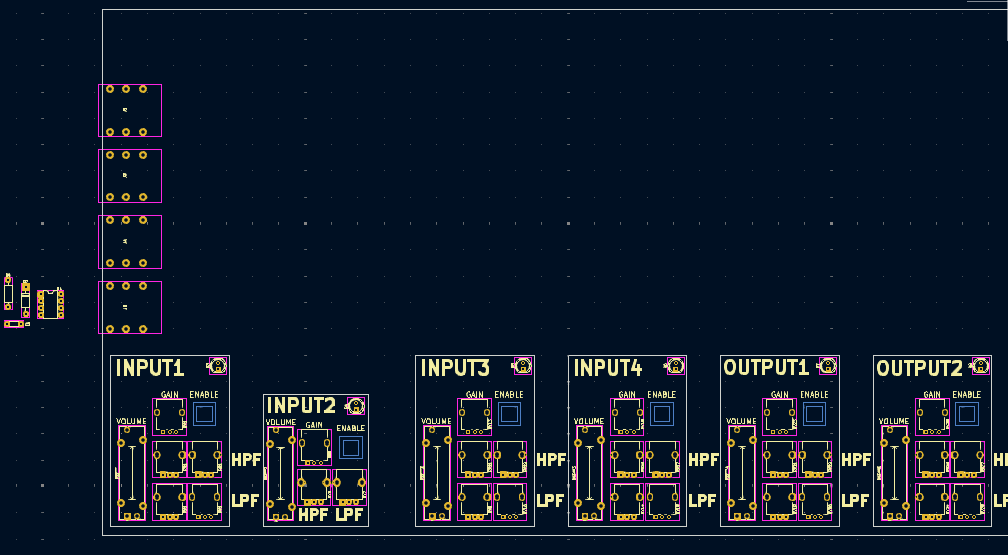 INPUT1
GAIN ENABLE
VOLUME
HPF
LPF
INPUT2
GAIN
VOLUME
ENABLE
HPF LPF
INPUT3
GAIN ENABLE
VOLUME
HPF
LPF
INPUT4
GAIN ENABLE
VOLUME
HPF
LPF
OUTPUT1
GAIN ENABLE
VOLUME
HPF
LPF
OUTPUT2
GAIN ENABLE
VOLUME